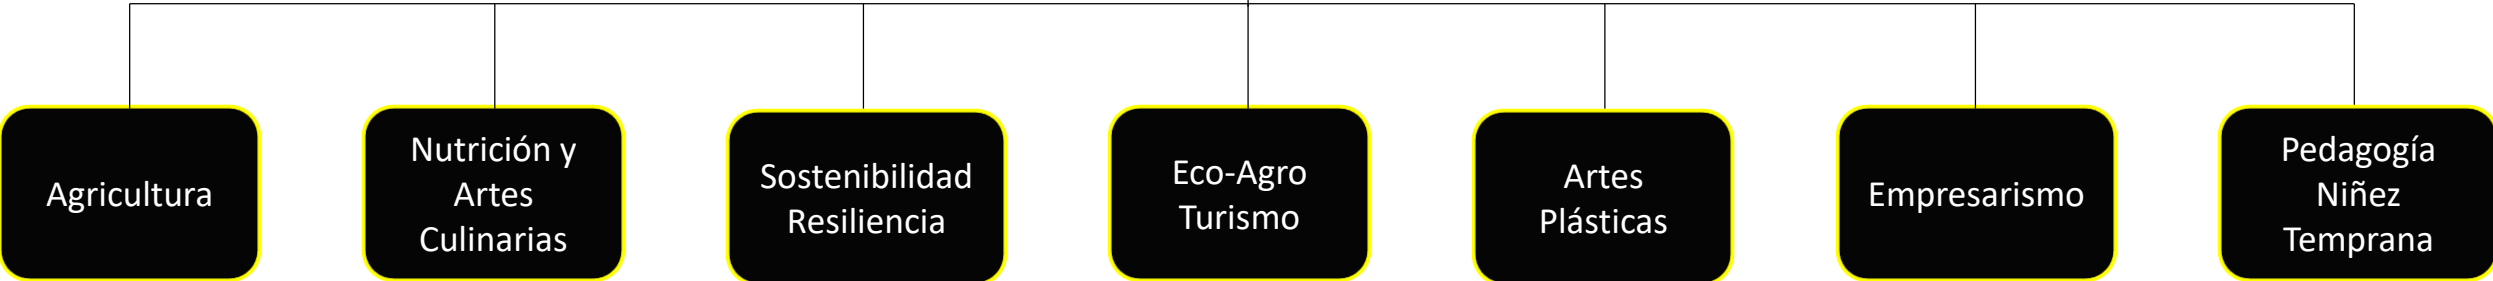 Agricultura
Nutrición y
Artes
Culinarias
Sostenibilidad
Resiliencia
Eco-Agro
Turismo
Artes
Plásticas
Empresarismo
Pedagogía
Niñez
Temprana